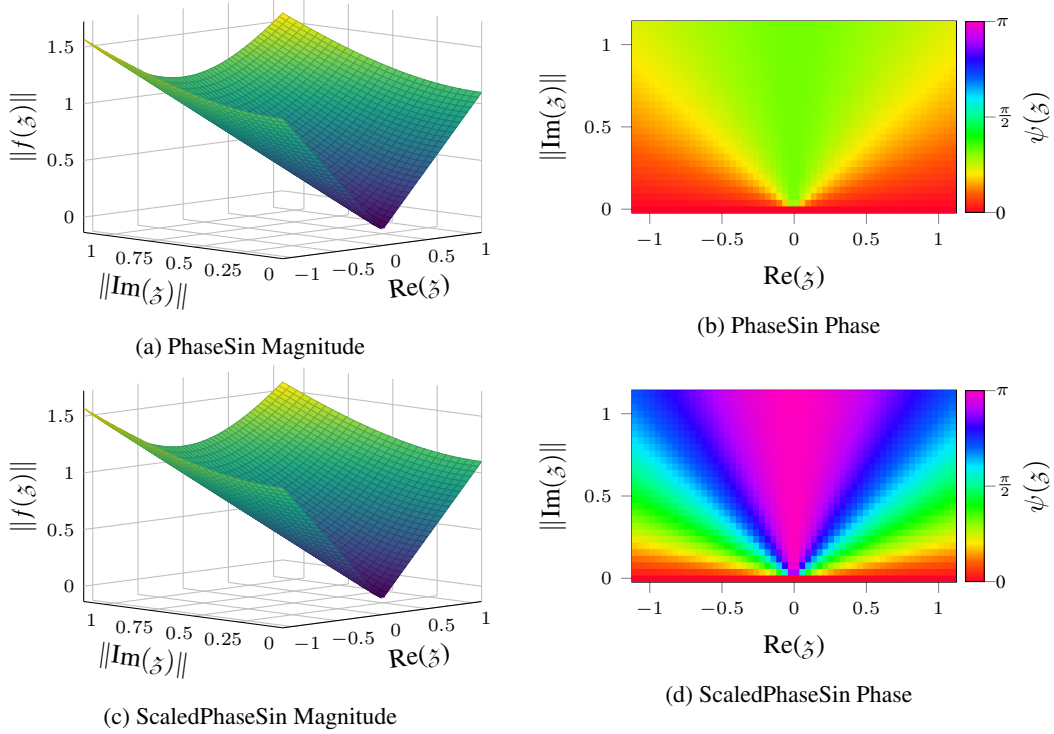 1.5
1
0.5
0
‖f(𝔷)‖
1
0.75
0.5
0.25
0
−1
−0.5
0
0.5
1
‖Im(𝔷)‖
Re(𝔷)
(a) PhaseSin Magnitude
1
0.5
0
‖Im(𝔷)‖
−1
−0.5
0
0.5
1
Re(𝔷)
π
π/2
0
ψ(𝔷)
(b) PhaseSin Phase
1.5
1
0.5
0
‖f(𝔷)‖
1
0.75
0.5
0.25
0
−1
−0.5
0
0.5
1
‖Im(𝔷)‖
Re(𝔷)
(c) ScaledPhaseSin Magnitude
1
0.5
0
‖Im(𝔷)‖
−1
−0.5
0
0.5
1
Re(𝔷)
π
π/2
0
ψ(𝔷)
(d) ScaledPhaseSin Phase